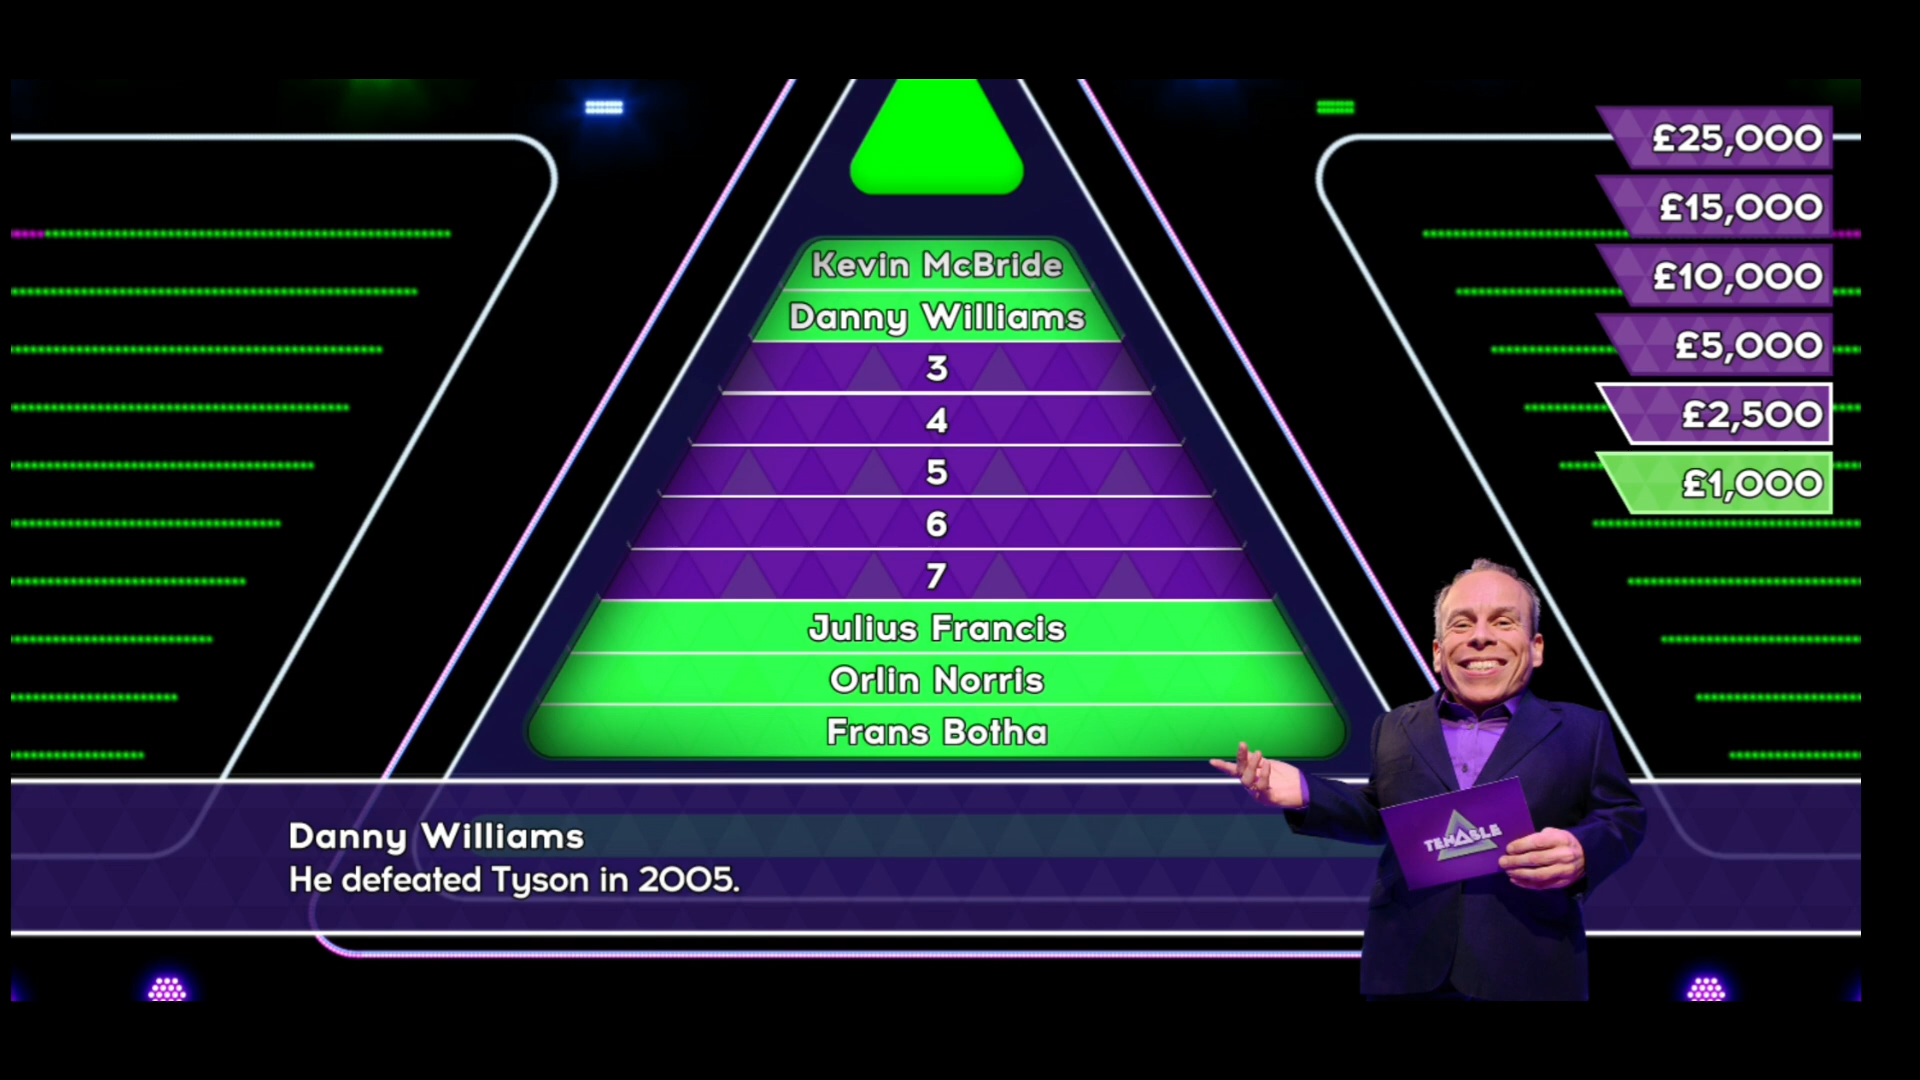 £25,000
£15,000
£10,000
£5,000
£2,500
£1,000
Kevin McBride
Danny Williams
3
4
5
6
7
Julius Francis
Orlin Norris
Frans Botha
TENABLE
Danny Williams
He defeated Tyson in 2005.